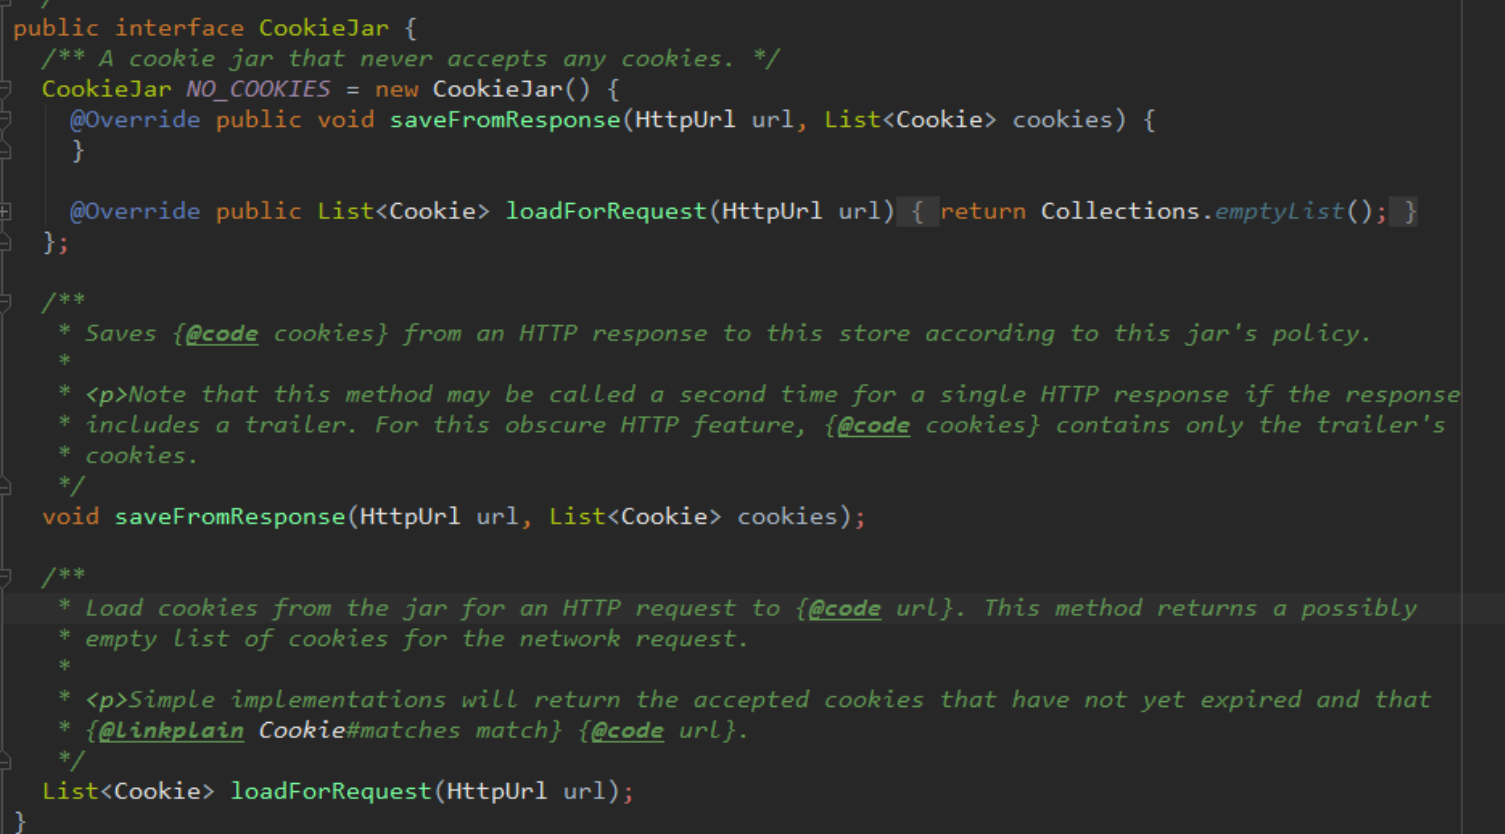 public interface CookieJar {
/** A cookie jar that never accepts any cookies. */
CookieJar NO_COOKIES = new CookieJar() {
@Override public void saveFromResponse(HttpUrl url, List<Cookie> cookies) {
}
@Override public List<Cookie> loadForRequest(HttpUrl url) { return Collections.emptyList(); }
};
/**
* Saves {@code cookies} from an HTTP response to this store according to this jar's policy.
*
* <p>Note that this method may be called a second time for a single HTTP response if the response
* includes a trailer. For this obscure HTTP feature, {@code cookies} contains only the trailer's
* cookies.
*/
void saveFromResponse(HttpUrl url, List<Cookie> cookies);
/**
* Load cookies from the jar for an HTTP request to {@code url}. This method returns a possibly
* empty list of cookies for the network request.
*
* <p>Simple implementations will return the accepted cookies that have not yet expired and that
* {@linkplain Cookie#matches match} {@code url}.
*/
List<Cookie> loadForRequest(HttpUrl url);
}